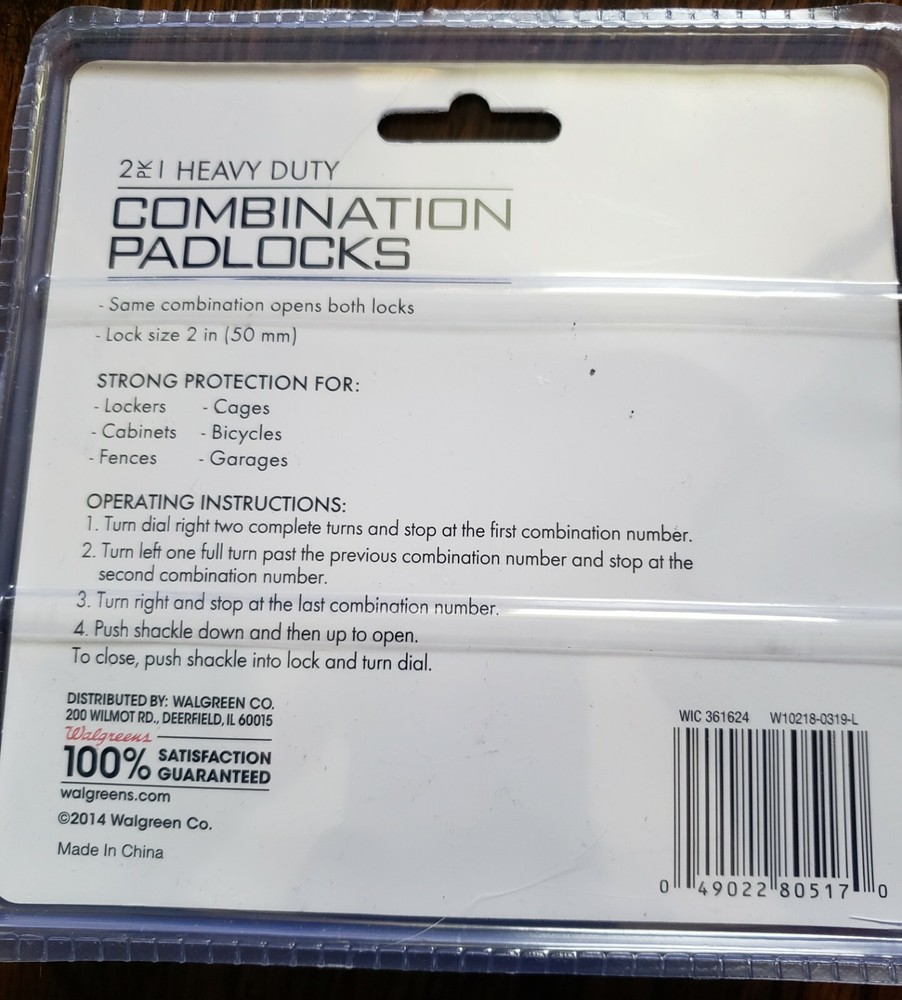 2 PK | HEAVY DUTY
COMBINATION
PADLOCKS
- Same combination opens both locks
- Lock size 2 in (50 mm)
STRONG PROTECTION FOR:
- Lockers - Cages
- Cabinets - Bicycles
- Fences - Garages
OPERATING INSTRUCTIONS:
1. Turn dial right two complete turns and stop at the first combination number.
2. Turn left one full turn past the previous combination number and stop at the
second combination number.
3. Turn right and stop at the last combination number.
4. Push shackle down and then up to open.
To close, push shackle into lock and turn dial.
DISTRIBUTED BY: WALGREEN CO.
200 WILMOT RD., DEERFIELD, IL 60015
Walgreens
100% SATISFACTION
GUARANTEED
walgreens.com
©2014 Walgreen Co.
Made In China
WIC 361624 W10218-0319-L
0 49022 80517 0